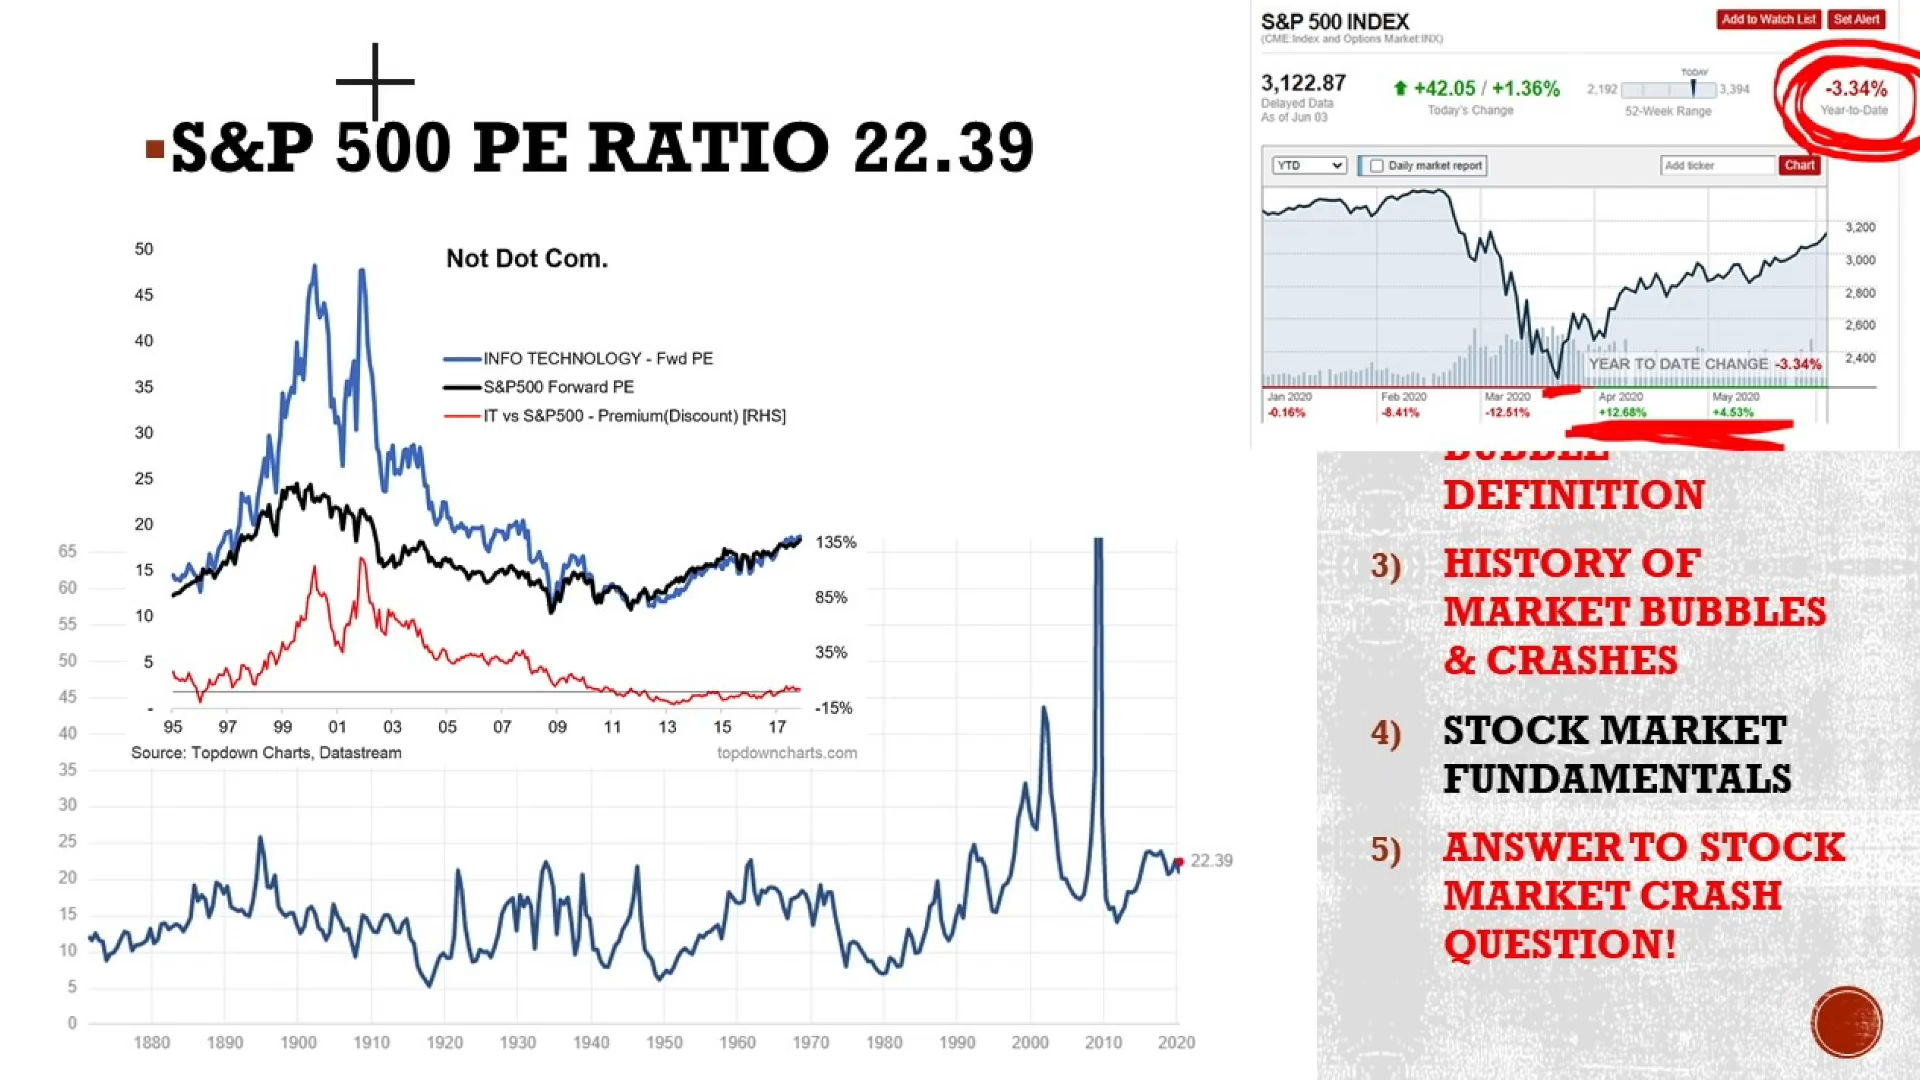 S&P 500 PE RATIO 22.39
Not Dot Com.
INFO TECHNOLOGY - Fwd PE
S&P500 Forward PE
IT vs S&P500 - Premium(Discount) [RHS]
50
45
40
35
30
25
20
15
10
5
-
135%
85%
35%
-15%
95 97 99 01 03 05 07 09 11 13 15 17
Source: Topdown Charts, Datastream
topdowncharts.com
65
60
55
50
45
40
35
30
25
20
15
10
5
0
22.39
1880 1890 1900 1910 1920 1930 1940 1950 1960 1970 1980 1990 2000 2010 2020
S&P 500 INDEX
(CME:Index and Options Market:INX)
Add to Watch List Set Alert
3,122.87
Delayed Data
As of Jun 03
+42.05 / +1.36%
Today's Change
TODAY
2,192 3,394
52-Week Range
-3.34%
Year-to-Date
YTD Daily market report Add ticker Chart
3,200
3,000
2,800
2,600
2,400
YEAR TO DATE CHANGE -3.34%
Jan 2020 Feb 2020 Mar 2020 Apr 2020 May 2020
-0.16% -8.41% -12.51% +12.68% +4.53%
BUBBLE
DEFINITION
3) HISTORY OF
MARKET BUBBLES
& CRASHES
4) STOCK MARKET
FUNDAMENTALS
5) ANSWER TO STOCK
MARKET CRASH
QUESTION!